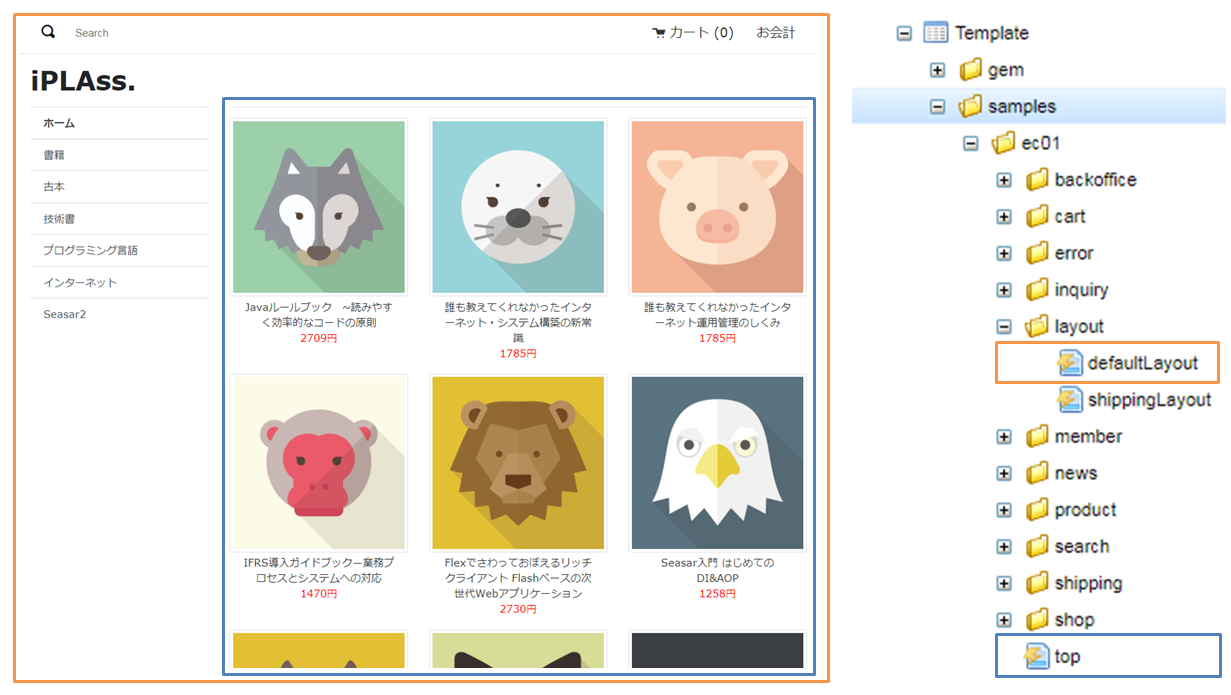 Search
カート (0)
お会計
iPLAss.
ホーム
書籍
古本
技術書
プログラミング言語
インターネット
Seasar2
Javaルールブック　~読みやす
く効率的なコードの原則
2709円
誰も教えてくれなかったインタ
ーネット・システム構築の新常
識
1785円
誰も教えてくれなかったインタ
ーネット運用管理のしくみ
1785円
IFRS導入ガイドブックー業務プ
ロセスとシステムへの対応
1470円
Flexでさわっておぼえるリッチ
クライアント Flashベースの次
世代Webアプリケーション
2730円
Seasar入門 はじめての
DI&AOP
1258円
Template
gem
samples
ec01
backoffice
cart
error
inquiry
layout
defaultLayout
shippingLayout
member
news
product
search
shipping
shop
top